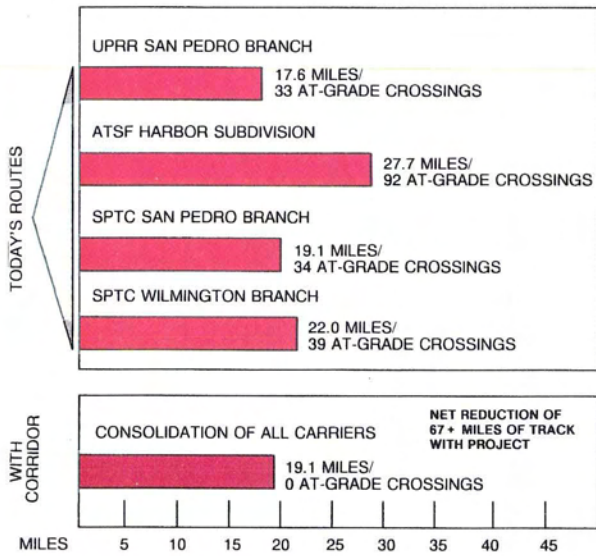 TODAY'S ROUTES
UPRR SAN PEDRO BRANCH
17.6 MILES/
33 AT-GRADE CROSSINGS
ATSF HARBOR SUBDIVISION
27.7 MILES/
92 AT-GRADE CROSSINGS
SPTC SAN PEDRO BRANCH
19.1 MILES/
34 AT-GRADE CROSSINGS
SPTC WILMINGTON BRANCH
22.0 MILES/
39 AT-GRADE CROSSINGS
WITH
CORRIDOR
NET REDUCTION OF
67+ MILES OF TRACK
WITH PROJECT
CONSOLIDATION OF ALL CARRIERS
19.1 MILES/
0 AT-GRADE CROSSINGS
MILES 5 10 15 20 25 30 35 40 45